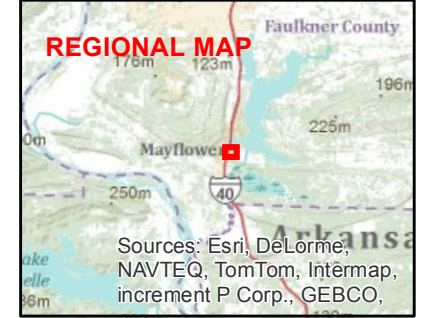 Faulkner County
REGIONAL MAP
176m 123m
196m
225m
0m
Mayflower
250m
40
Arkansa
Sources: Esri, DeLorme,
NAVTEQ, TomTom, Intermap,
increment P Corp., GEBCO,
ake
elle
86m